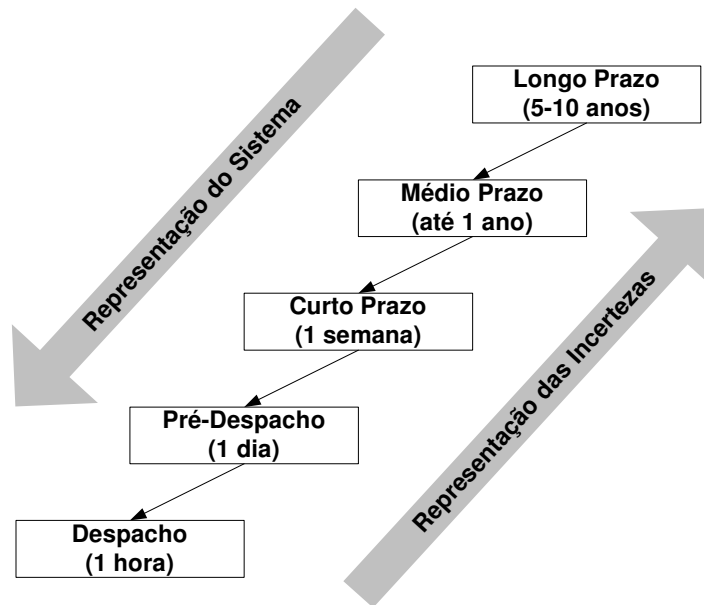 Representação do Sistema
Longo Prazo
(5-10 anos)
Médio Prazo
(até 1 ano)
Curto Prazo
(1 semana)
Pré-Despacho
(1 dia)
Despacho
(1 hora)
Representação das Incertezas